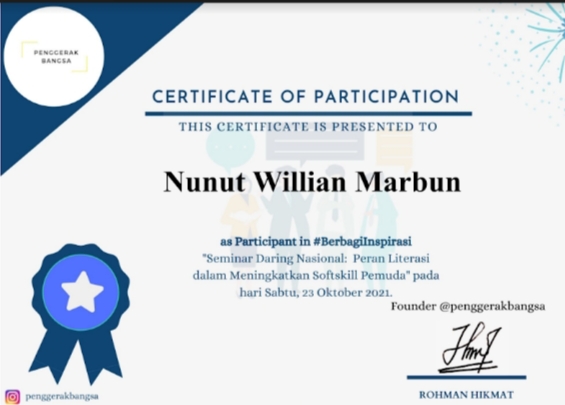 PENGGERAK
BANGSA
CERTIFICATE OF PARTICIPATION
THIS CERTIFICATE IS PRESENTED TO
Nunut Willian Marbun
as Participant in #BerbagiInspirasi
"Seminar Daring Nasional: Peran Literasi
dalam Meningkatkan Softskill Pemuda" pada
hari Sabtu, 23 Oktober 2021.
Founder @penggerakbangsa
ROHMAN HIKMAT
penggerakbangsa